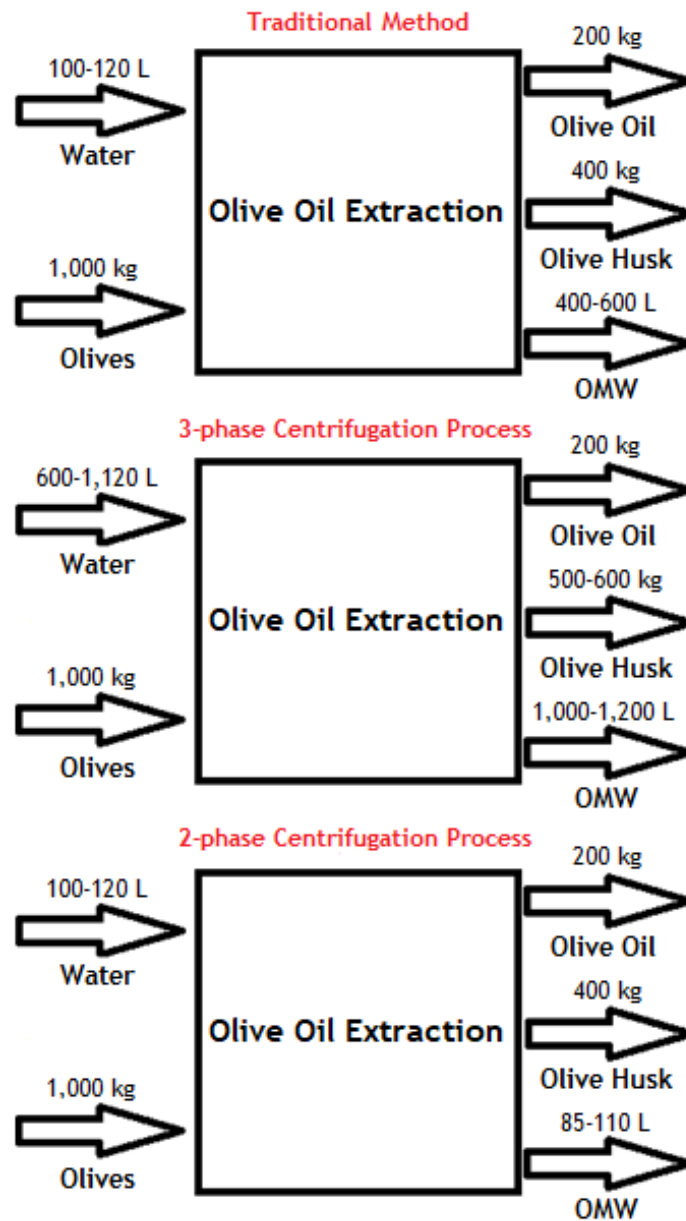 Traditional Method
100-120 L
Water
1,000 kg
Olives
Olive Oil Extraction
200 kg
Olive Oil
400 kg
Olive Husk
400-600 L
OMW
3-phase Centrifugation Process
600-1,120 L
Water
1,000 kg
Olives
Olive Oil Extraction
200 kg
Olive Oil
500-600 kg
Olive Husk
1,000-1,200 L
OMW
2-phase Centrifugation Process
100-120 L
Water
1,000 kg
Olives
Olive Oil Extraction
200 kg
Olive Oil
400 kg
Olive Husk
85-110 L
OMW